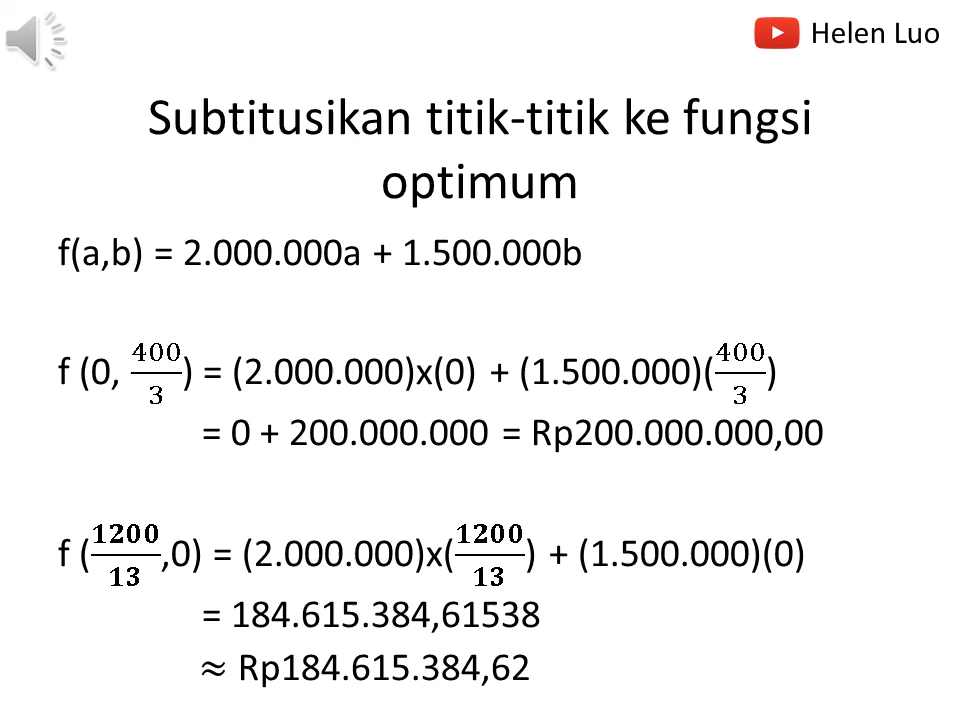 Helen Luo
Subtitusikan titik-titik ke fungsi
optimum
f(a,b) = 2.000.000a + 1.500.000b
f (0, 400/3) = (2.000.000)x(0) + (1.500.000)(400/3)
= 0 + 200.000.000 = Rp200.000.000,00
f (1200/13,0) = (2.000.000)x(1200/13) + (1.500.000)(0)
= 184.615.384,61538
≈ Rp184.615.384,62